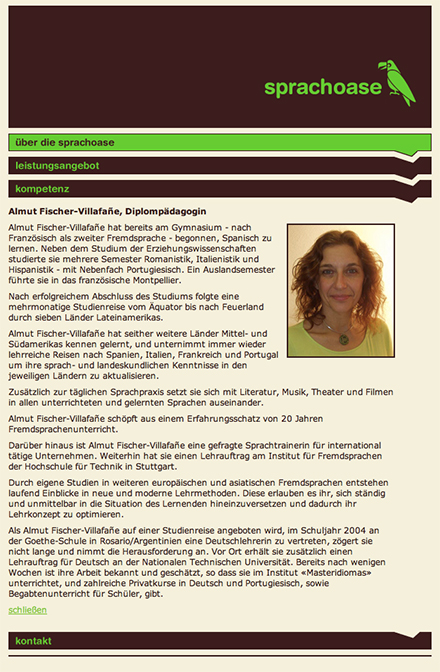 sprachoase
über die sprachoase
leistungsangebot
kompetenz
Almut Fischer-Villafañe, Diplompädagogin
Almut Fischer-Villafañe hat bereits am Gymnasium - nach
Französisch als zweiter Fremdsprache - begonnen, Spanisch zu
lernen. Neben dem Studium der Erziehungswissenschaften
studierte sie mehrere Semester Romanistik, Italienistik und
Hispanistik - mit Nebenfach Portugiesisch. Ein Auslandsemester
führte sie in das französische Montpellier.
Nach erfolgreichem Abschluss des Studiums folgte eine
mehrmonatige Studienreise vom Äquator bis nach Feuerland
durch sieben Länder Lateinamerikas.
Almut Fischer-Villafañe hat seither weitere Länder Mittel- und
Südamerikas kennen gelernt, und unternimmt immer wieder
lehrreiche Reisen nach Spanien, Italien, Frankreich und Portugal
um ihre sprach- und landeskundlichen Kenntnisse in den
jeweiligen Ländern zu aktualisieren.
Zusätzlich zur täglichen Sprachpraxis setzt sie sich mit Literatur, Musik, Theater und Filmen
in allen unterrichteten und gelernten Sprachen auseinander.
Almut Fischer-Villafañe schöpft aus einem Erfahrungsschatz von 20 Jahren
Fremdsprachenunterricht.
Darüber hinaus ist Almut Fischer-Villafañe eine gefragte Sprachtrainerin für international
tätige Unternehmen. Weiterhin hat sie einen Lehrauftrag am Institut für Fremdsprachen
der Hochschule für Technik in Stuttgart.
Durch eigene Studien in weiteren europäischen und asiatischen Fremdsprachen entstehen
laufend Einblicke in neue und moderne Lehrmethoden. Diese erlauben es ihr, sich ständig
und unmittelbar in die Situation des Lernenden hineinzuversetzen und dadurch ihr
Lehrkonzept zu optimieren.
Als Almut Fischer-Villafañe auf einer Studienreise angeboten wird, im Schuljahr 2004 an
der Goethe-Schule in Rosario/Argentinien eine Deutschlehrerin zu vertreten, zögert sie
nicht lange und nimmt die Herausforderung an. Vor Ort erhält sie zusätzlich einen
Lehrauftrag für Deutsch an der Nationalen Technischen Universität. Bereits nach wenigen
Wochen ist ihre Arbeit bekannt und geschätzt, so dass sie im Institut «Masteridiomas»
unterrichtet, und zahlreiche Privatkurse in Deutsch und Portugiesisch, sowie
Begabtenunterricht für Schüler, gibt.
schließen
kontakt